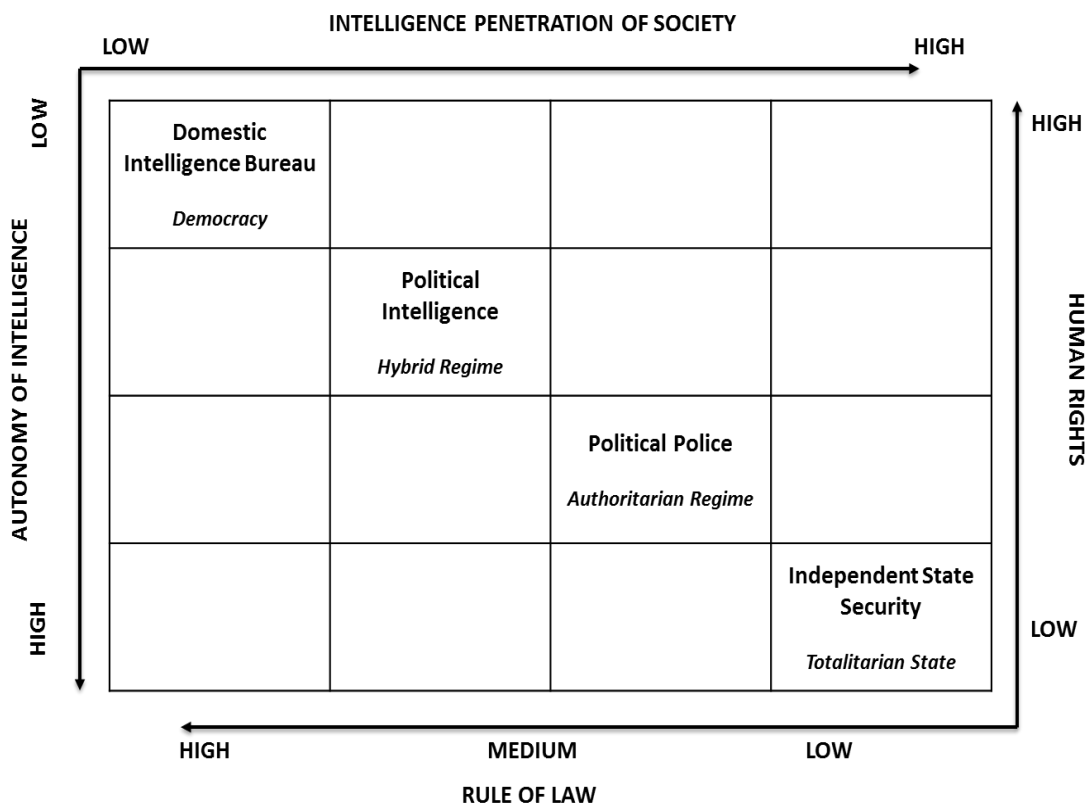 INTELLIGENCE PENETRATION OF SOCIETY
LOW
HIGH
AUTONOMY OF INTELLIGENCE
LOW
HIGH
Domestic
Intelligence Bureau
Democracy
Political
Intelligence
Hybrid Regime
Political Police
Authoritarian Regime
Independent State
Security
Totalitarian State
HIGH
HUMAN RIGHTS
LOW
HIGH
MEDIUM
LOW
RULE OF LAW